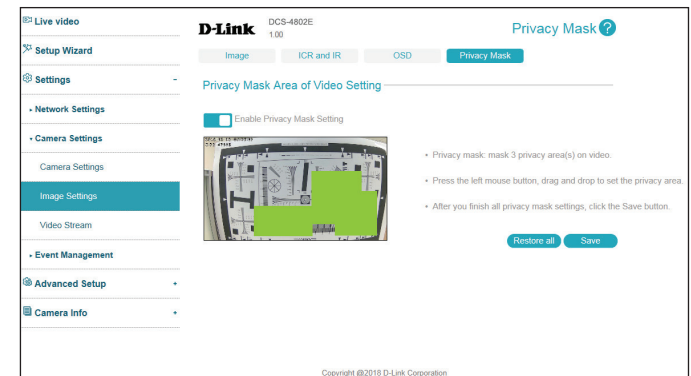 Live video
Setup Wizard
Settings -
Network Settings
Camera Settings
Camera Settings
Image Settings
Video Stream
Event Management
Advanced Setup +
Camera Info +
D-Link DCS-4802E
1.00
Privacy Mask ?
Image ICR and IR OSD Privacy Mask
Privacy Mask Area of Video Setting
Enable Privacy Mask Setting
• Privacy mask: mask 3 privacy area(s) on video.
• Press the left mouse button, drag and drop to set the privacy area.
• After you finish all privacy mask settings, click the Save button.
Restore all Save
Copyright @2018 D-Link Corporation